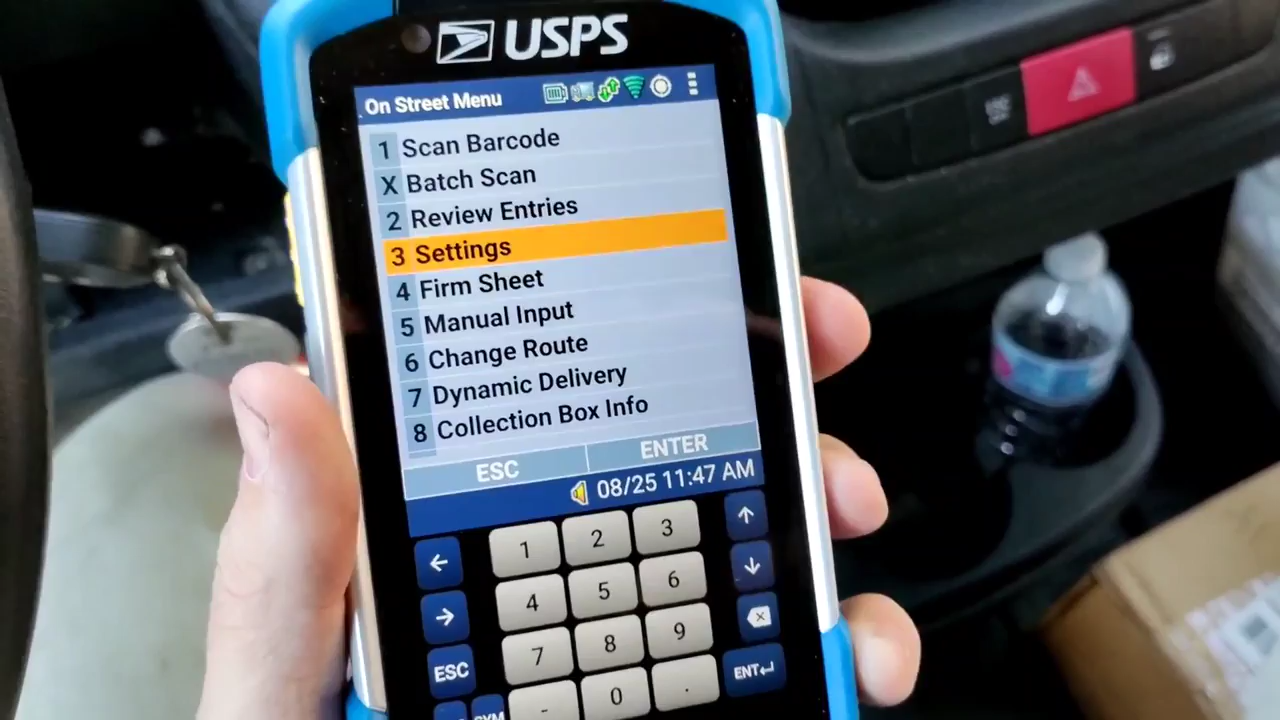 USPS
On Street Menu
1 Scan Barcode
X Batch Scan
2 Review Entries
3 Settings
4 Firm Sheet
5 Manual Input
6 Change Route
7 Dynamic Delivery
8 Collection Box Info
ESC ENTER
08/25 11:47 AM
← 1 2 3 ↑
→ 4 5 6 ↓
ESC 7 8 9
SYM - 0 . ENT↵